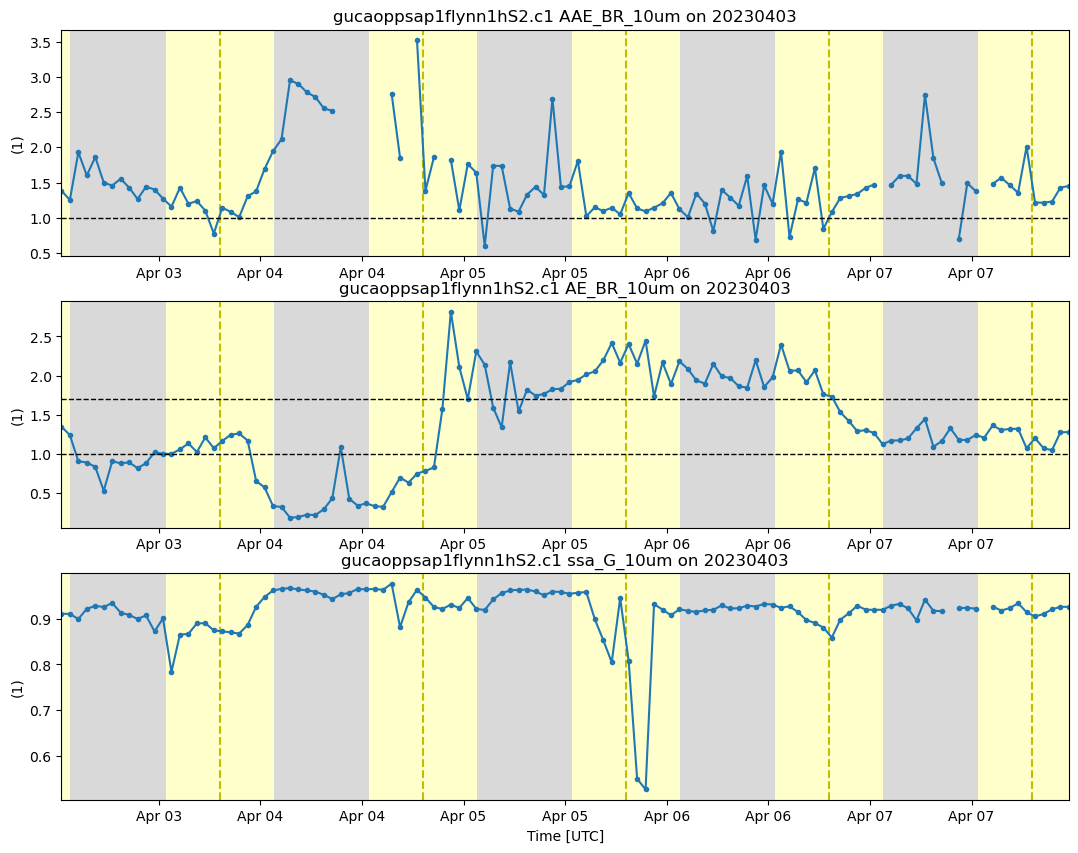 gucaoppsap1flynn1hS2.c1 AAE_BR_10um on 20230403
3.5
3.0
2.5
2.0
1.5
1.0
0.5
(1)
Apr 03 Apr 04 Apr 04 Apr 05 Apr 05 Apr 06 Apr 06 Apr 07 Apr 07
gucaoppsap1flynn1hS2.c1 AE_BR_10um on 20230403
2.5
2.0
1.5
1.0
0.5
(1)
Apr 03 Apr 04 Apr 04 Apr 05 Apr 05 Apr 06 Apr 06 Apr 07 Apr 07
gucaoppsap1flynn1hS2.c1 ssa_G_10um on 20230403
0.9
0.8
0.7
0.6
(1)
Apr 03 Apr 04 Apr 04 Apr 05 Apr 05 Apr 06 Apr 06 Apr 07 Apr 07
Time [UTC]